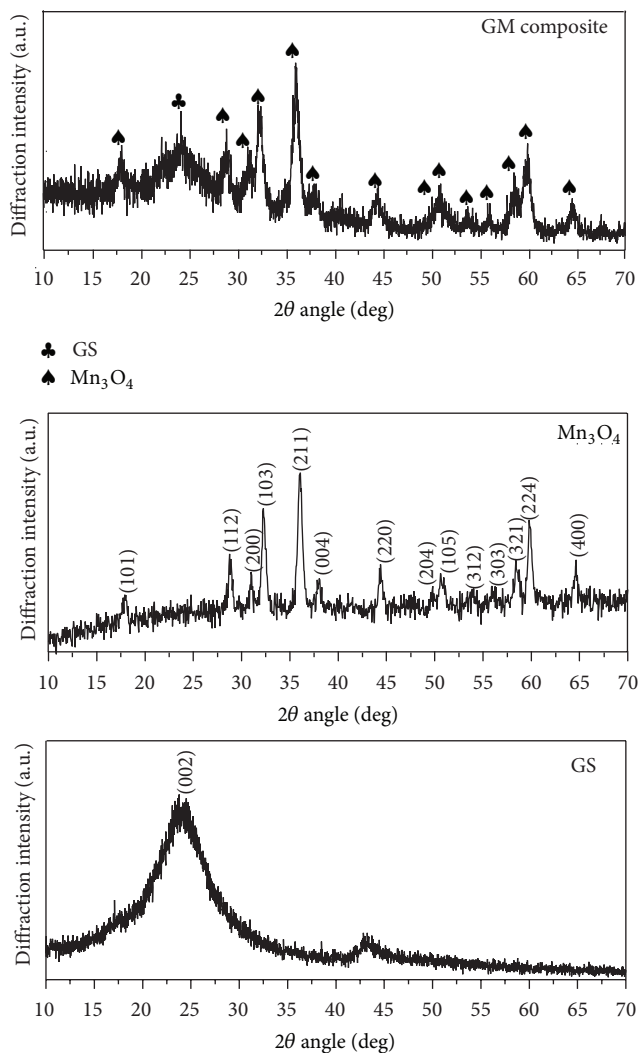 GM composite
Diffraction intensity (a.u.)
10 15 20 25 30 35 40 45 50 55 60 65 70
2θ angle (deg)
♣ GS
♠ Mn₃O₄
Mn₃O₄
Diffraction intensity (a.u.)
(101)
(112)
(200)
(103)
(211)
(004)
(220)
(204)
(105)
(312)
(303)
(321)
(224)
(400)
10 15 20 25 30 35 40 45 50 55 60 65 70
2θ angle (deg)
GS
Diffraction intensity (a.u.)
(002)
10 15 20 25 30 35 40 45 50 55 60 65 70
2θ angle (deg)